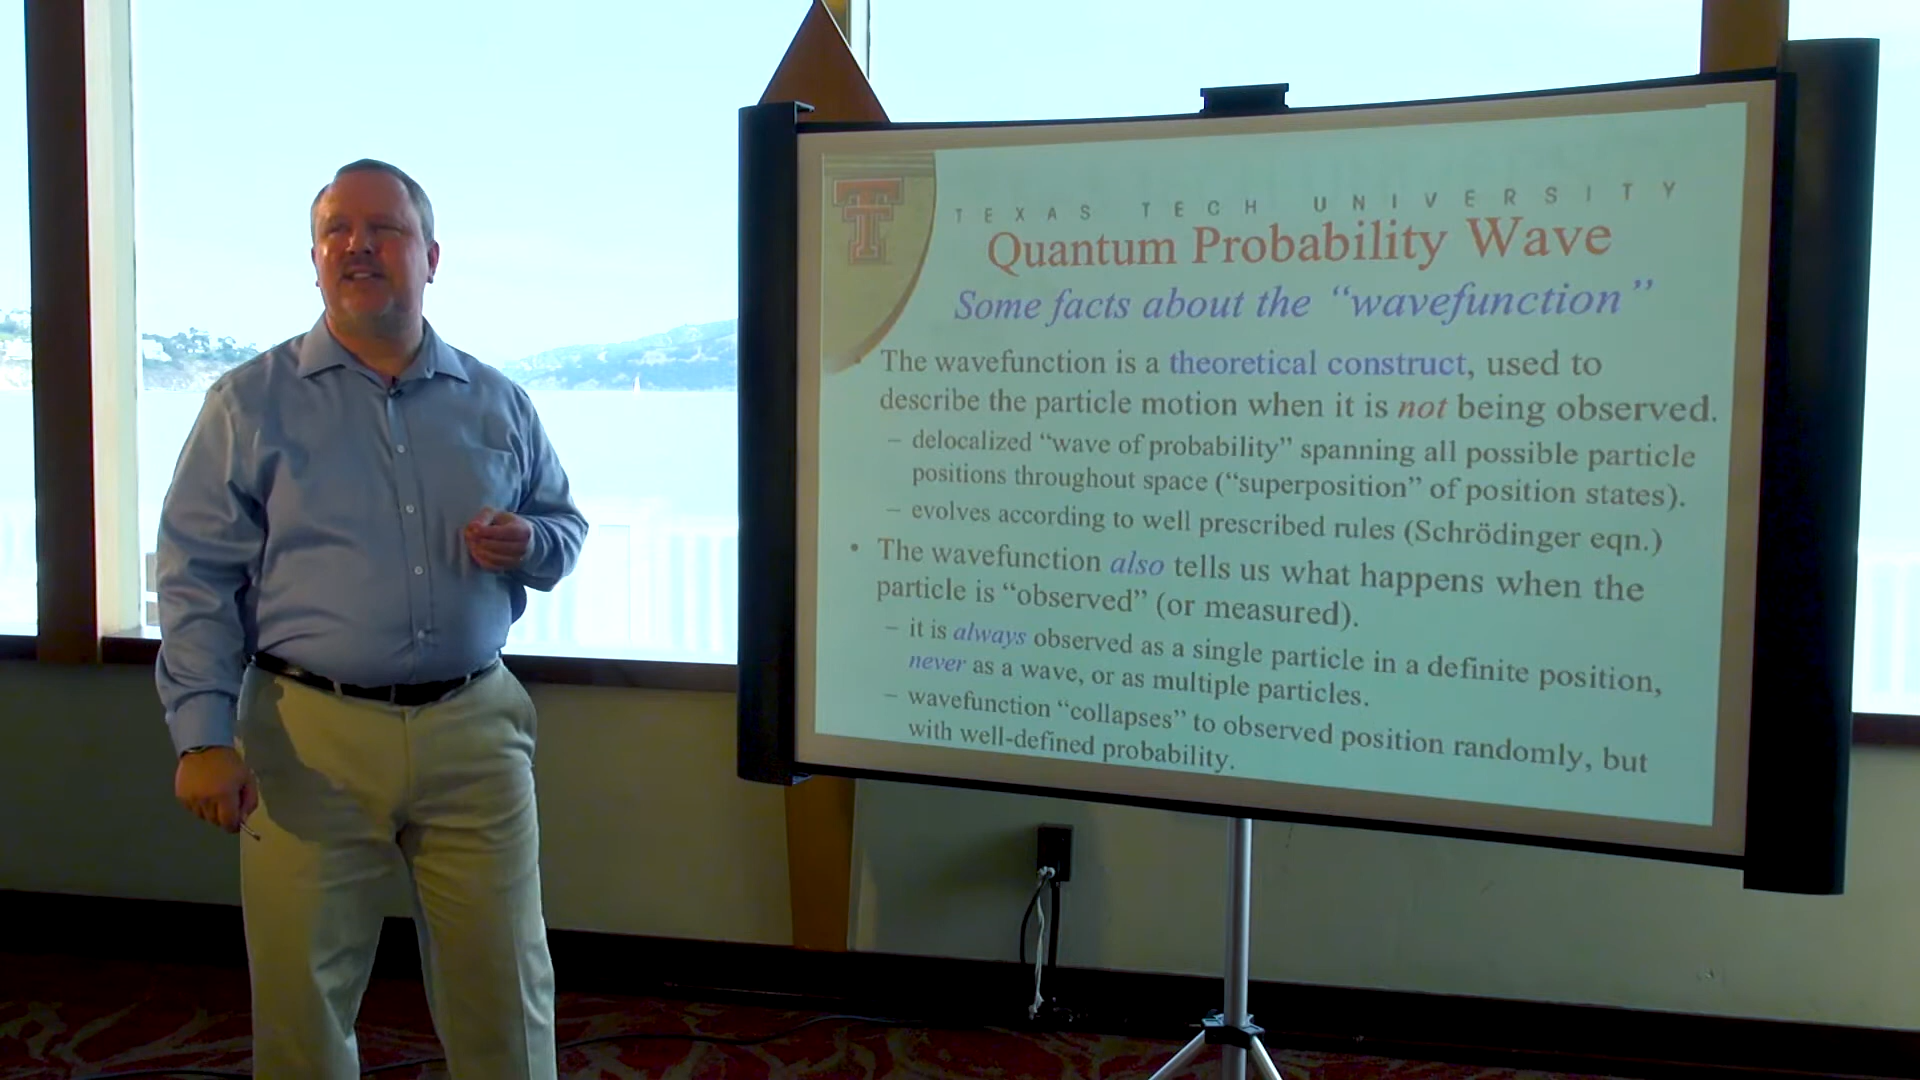 TEXAS TECH UNIVERSITY
Quantum Probability Wave
Some facts about the “wavefunction”
The wavefunction is a theoretical construct, used to
describe the particle motion when it is not being observed.
– delocalized “wave of probability” spanning all possible particle
positions throughout space (“superposition” of position states).
– evolves according to well prescribed rules (Schrödinger eqn.)
• The wavefunction also tells us what happens when the
particle is “observed” (or measured).
– it is always observed as a single particle in a definite position,
never as a wave, or as multiple particles.
– wavefunction “collapses” to observed position randomly, but
with well-defined probability.